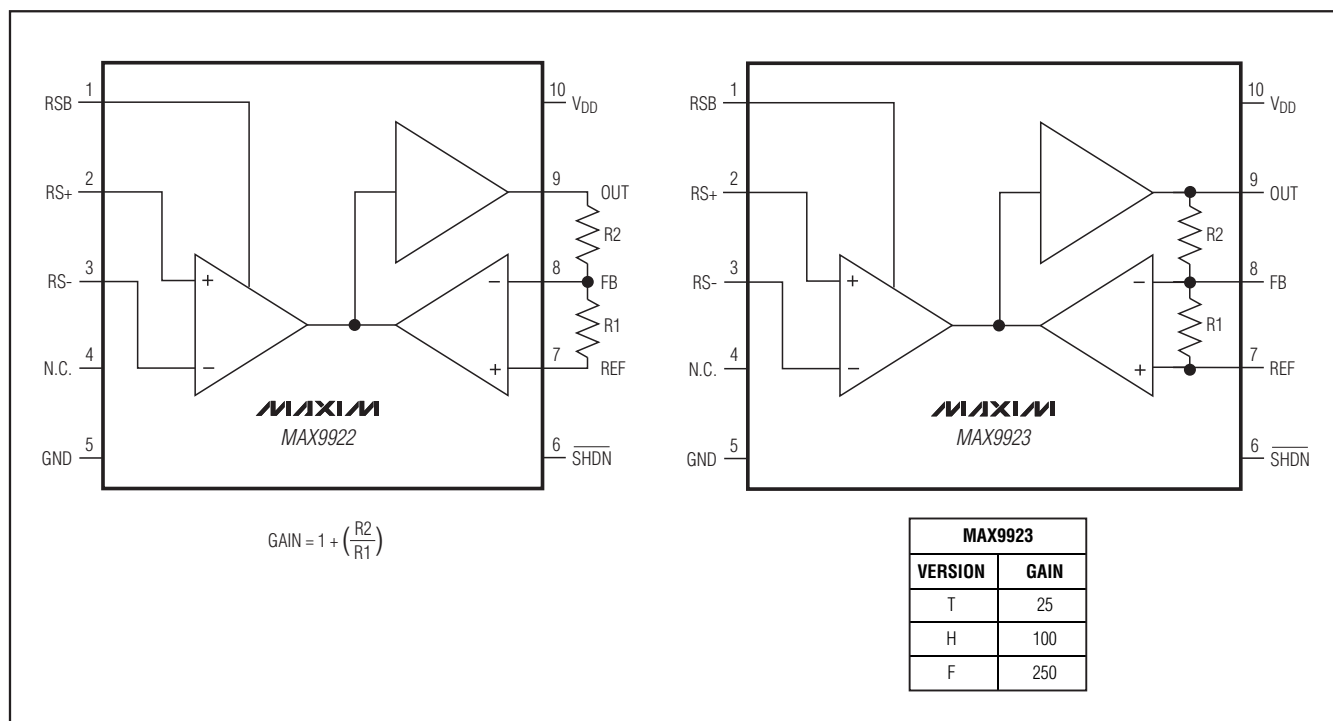 1
RSB
2
RS+
3
RS-
4
N.C.
5
GND
10
VDD
9
OUT
R2
8
FB
R1
7
REF
6
SHDN
+
−
−
+
MAXIM
MAX9922
GAIN = 1 + (R2/R1)
1
RSB
2
RS+
3
RS-
4
N.C.
5
GND
10
VDD
9
OUT
R2
8
FB
R1
7
REF
6
SHDN
+
−
−
+
MAXIM
MAX9923
MAX9923
VERSION GAIN
T 25
H 100
F 250